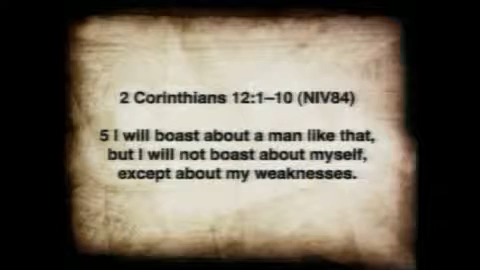 2 Corinthians 12:1–10 (NIV84)
5 I will boast about a man like that,
but I will not boast about myself,
except about my weaknesses.